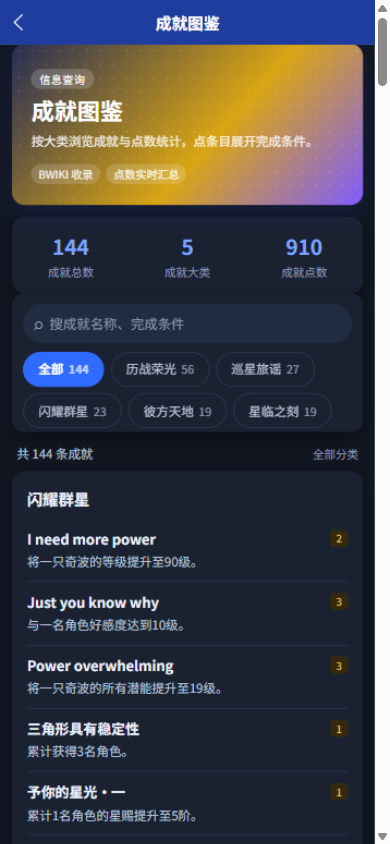 成就图鉴
信息查询
成就图鉴
按大类浏览成就与点数统计，点条目展开完成条件。
BWIKI 收录 点数实时汇总
144 5 910
成就总数 成就大类 成就点数
搜成就名称、完成条件
全部 144 历战荣光 56 巡星旅谣 27
闪耀群星 23 彼方天地 19 星临之刻 19
共 144 条成就 全部分类
闪耀群星
I need more power 2
将一只奇波的等级提升至90级。
Just you know why 3
与一名角色好感度达到10级。
Power overwhelming 3
将一只奇波的所有潜能提升至19级。
三角形具有稳定性 1
累计获得3名角色。
予你的星光·一 1
累计1名角色的星赐提升至5阶。